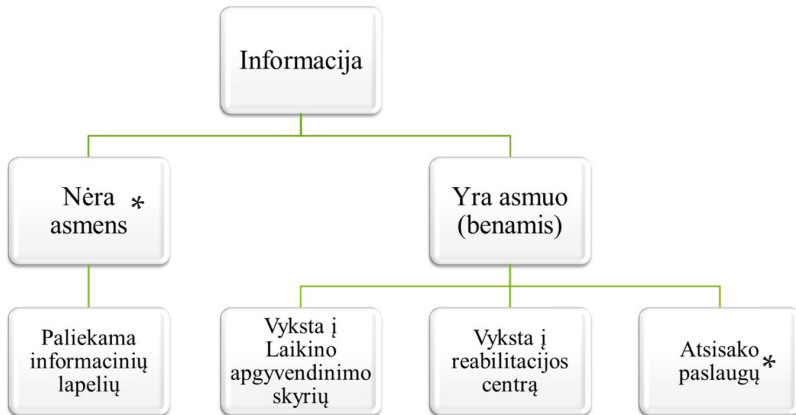 Informacija
Nėra *
asmens
Yra asmuo
(benamis)
Paliekama
informacinių
lapelių
Vyksta į
Laikino
apgyvendinimo
skyrių
Vyksta į
reabilitacijos
centrą
Atsisako
paslaugų *